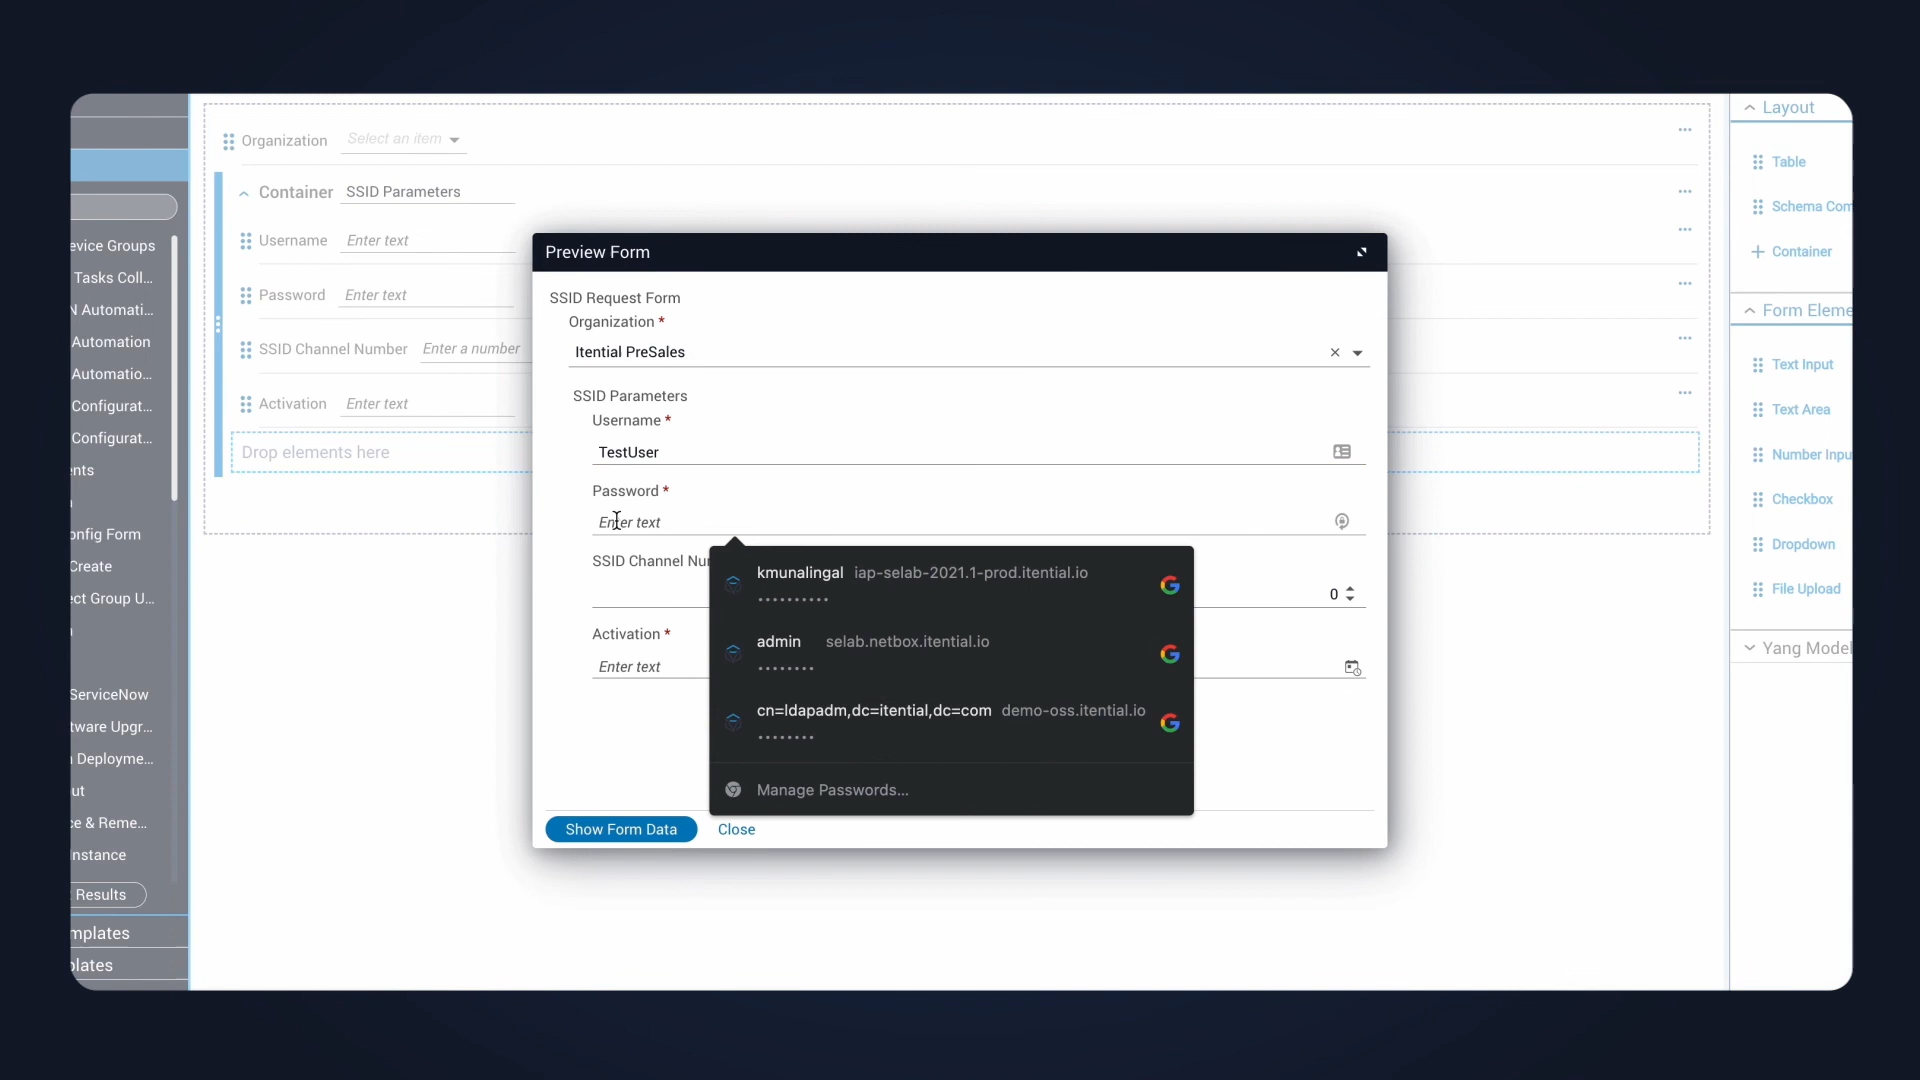 evice Groups
Tasks Coll...
N Automati...
Automation
Automatio...
Configurat...
Configurat...
ents
onfig Form
Create
ect Group U...
ServiceNow
tware Upgr...
Deployme...
ut
ce & Reme...
Instance
Results
mplates
plates
Organization Select an item
Container SSID Parameters
Username Enter text
Password Enter text
SSID Channel Number Enter a number
Activation Enter text
Drop elements here
Preview Form
SSID Request Form
Organization *
Itential PreSales
SSID Parameters
Username *
TestUser
Password *
Enter text
SSID Channel Nu
0
Activation *
Enter text
kmunalingal iap-selab-2021.1-prod.itential.io
••••••••••
admin selab.netbox.itential.io
••••••••
cn=ldapadm,dc=itential,dc=com demo-oss.itential.io
••••••••
Manage Passwords...
Show Form Data Close
Layout
Table
Schema Com
Container
Form Eleme
Text Input
Text Area
Number Inpu
Checkbox
Dropdown
File Upload
Yang Model